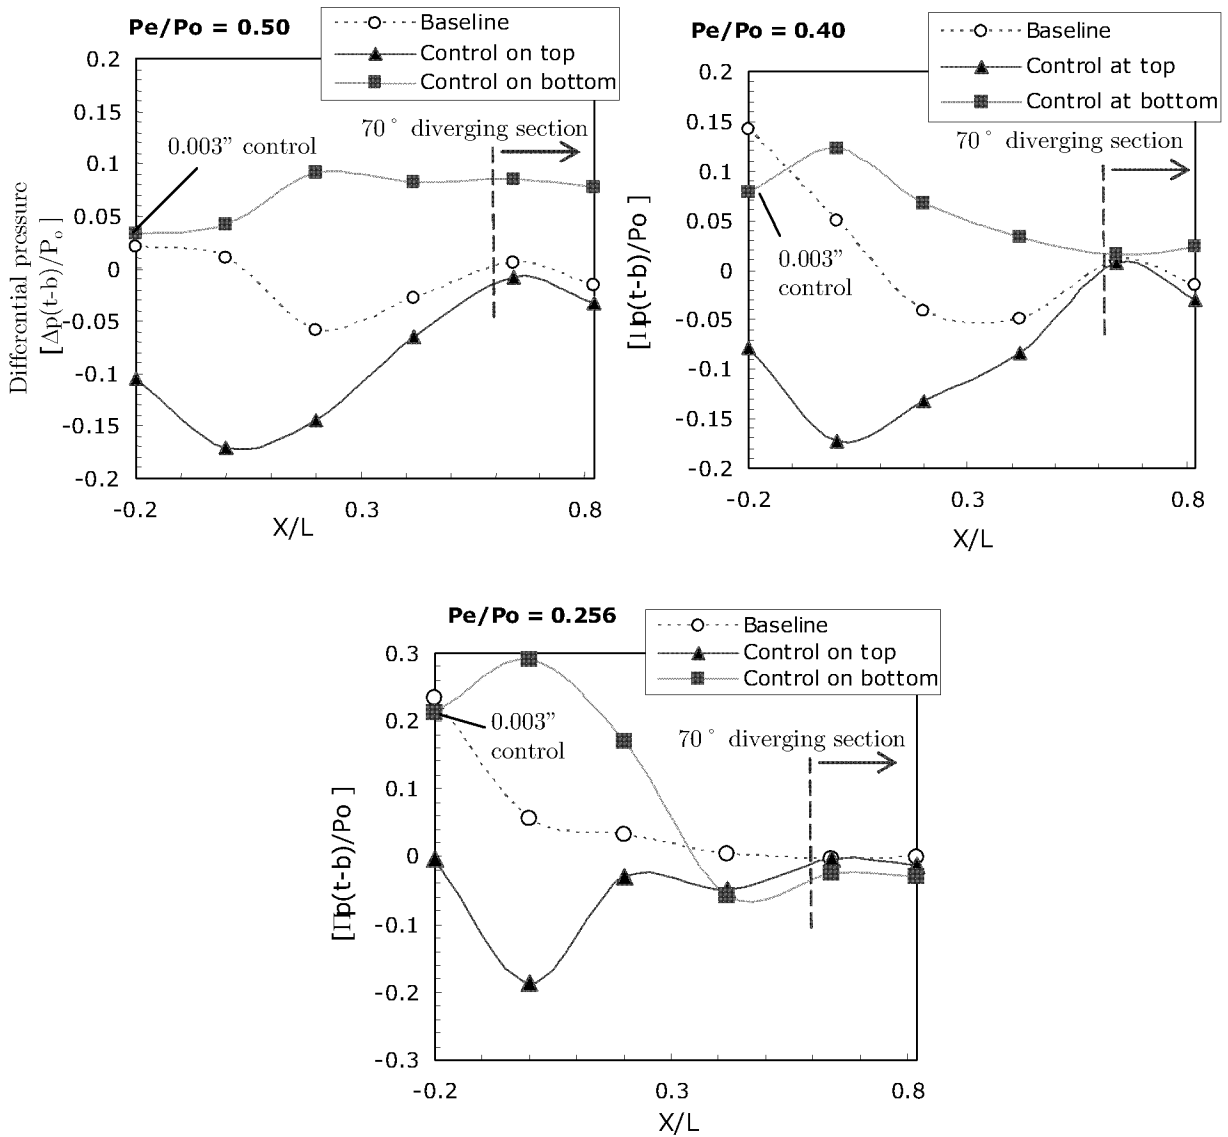 Pe/Po = 0.50
Baseline
Control on top
Control on bottom
0.2
0.15
0.1
0.05
0
-0.05
-0.1
-0.15
-0.2
Differential pressure
[Δp(t-b)/Pₒ]
0.003” control
70° diverging section
-0.2 0.3 0.8
X/L
Pe/Po = 0.40
Baseline
Control at top
Control at bottom
0.2
0.15
0.1
0.05
0
-0.05
-0.1
-0.15
-0.2
p(t-b)/Po ]
70° diverging section
0.003”
control
-0.2 0.3 0.8
X/L
Pe/Po = 0.256
Baseline
Control on top
Control on bottom
0.3
0.2
0.1
0
-0.1
-0.2
-0.3
p(t-b)/Po ]
0.003”
control
70° diverging section
-0.2 0.3 0.8
X/L